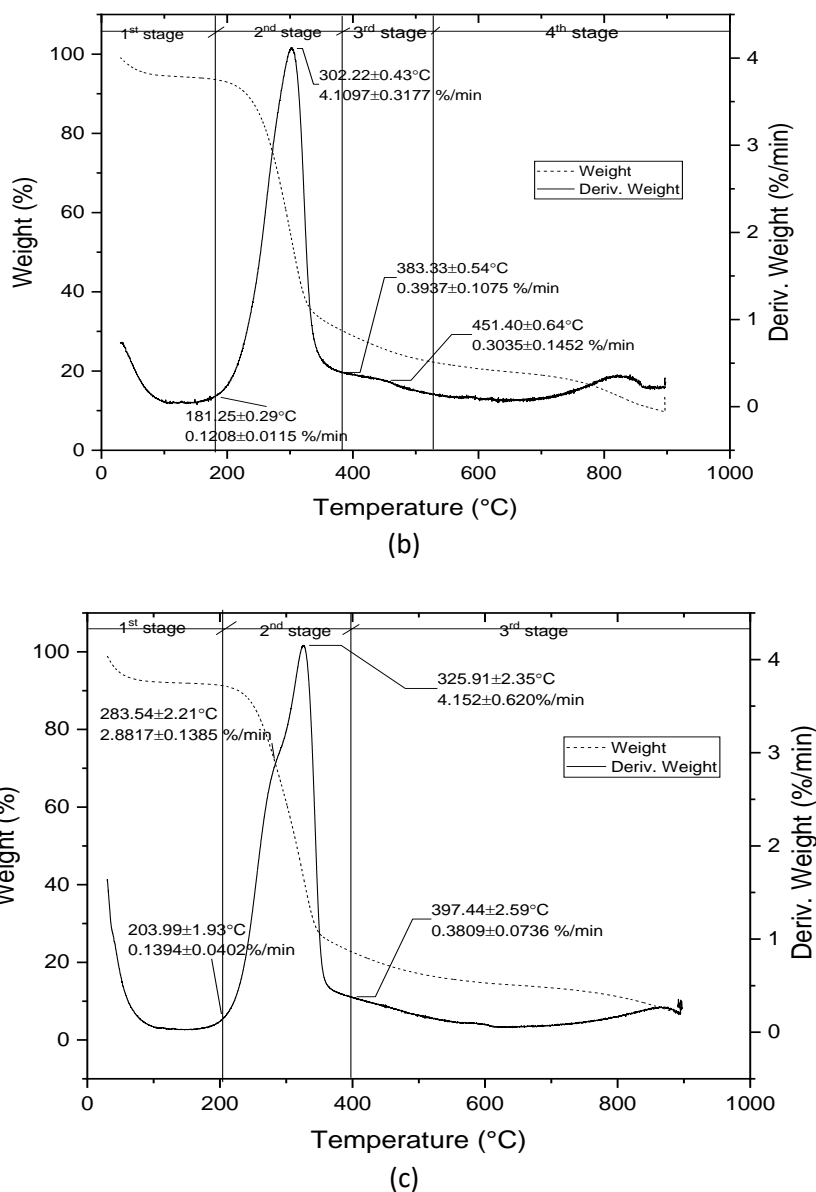 1st stage 2nd stage 3rd stage 4th stage
100
80
60
40
20
0
Weight (%)
4
3
2
1
0
Deriv. Weight (%/min)
302.22±0.43°C
4.1097±0.3177 %/min
Weight
Deriv. Weight
383.33±0.54°C
0.3937±0.1075 %/min
451.40±0.64°C
0.3035±0.1452 %/min
181.25±0.29°C
0.1208±0.0115 %/min
0 200 400 600 800 1000
Temperature (°C)
(b)
1st stage 2nd stage 3rd stage
100
80
60
40
20
0
Weight (%)
4
3
2
1
0
Deriv. Weight (%/min)
325.91±2.35°C
4.152±0.620%/min
283.54±2.21°C
2.8817±0.1385 %/min
Weight
Deriv. Weight
203.99±1.93°C
0.1394±0.0402%/min
397.44±2.59°C
0.3809±0.0736 %/min
0 200 400 600 800 1000
Temperature (°C)
(c)